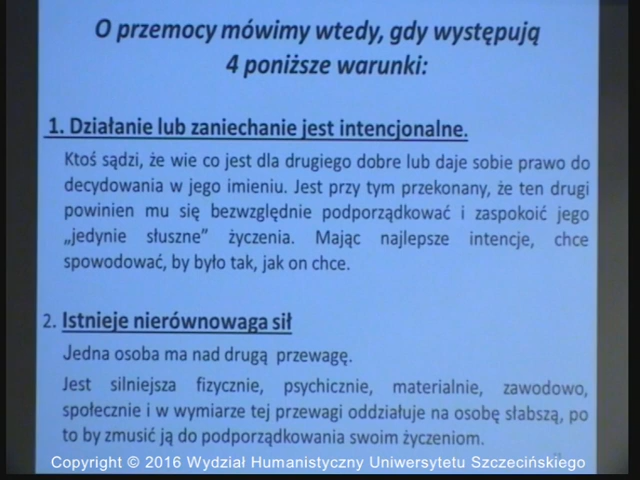 O przemocy mówimy wtedy, gdy występują
4 poniższe warunki:
1. Działanie lub zaniechanie jest intencjonalne.
Ktoś sądzi, że wie co jest dla drugiego dobre lub daje sobie prawo do
decydowania w jego imieniu. Jest przy tym przekonany, że ten drugi
powinien mu się bezwzględnie podporządkować i zaspokoić jego
„jedynie słuszne” życzenia. Mając najlepsze intencje, chce
spowodować, by było tak, jak on chce.
2. Istnieje nierównowaga sił
Jedna osoba ma nad drugą przewagę.
Jest silniejsza fizycznie, psychicznie, materialnie, zawodowo,
społecznie i w wymiarze tej przewagi oddziałuje na osobę słabszą, po
to by zmusić ją do podporządkowania swoim życzeniom.
Copyright © 2016 Wydział Humanistyczny Uniwersytetu Szczecińskiego